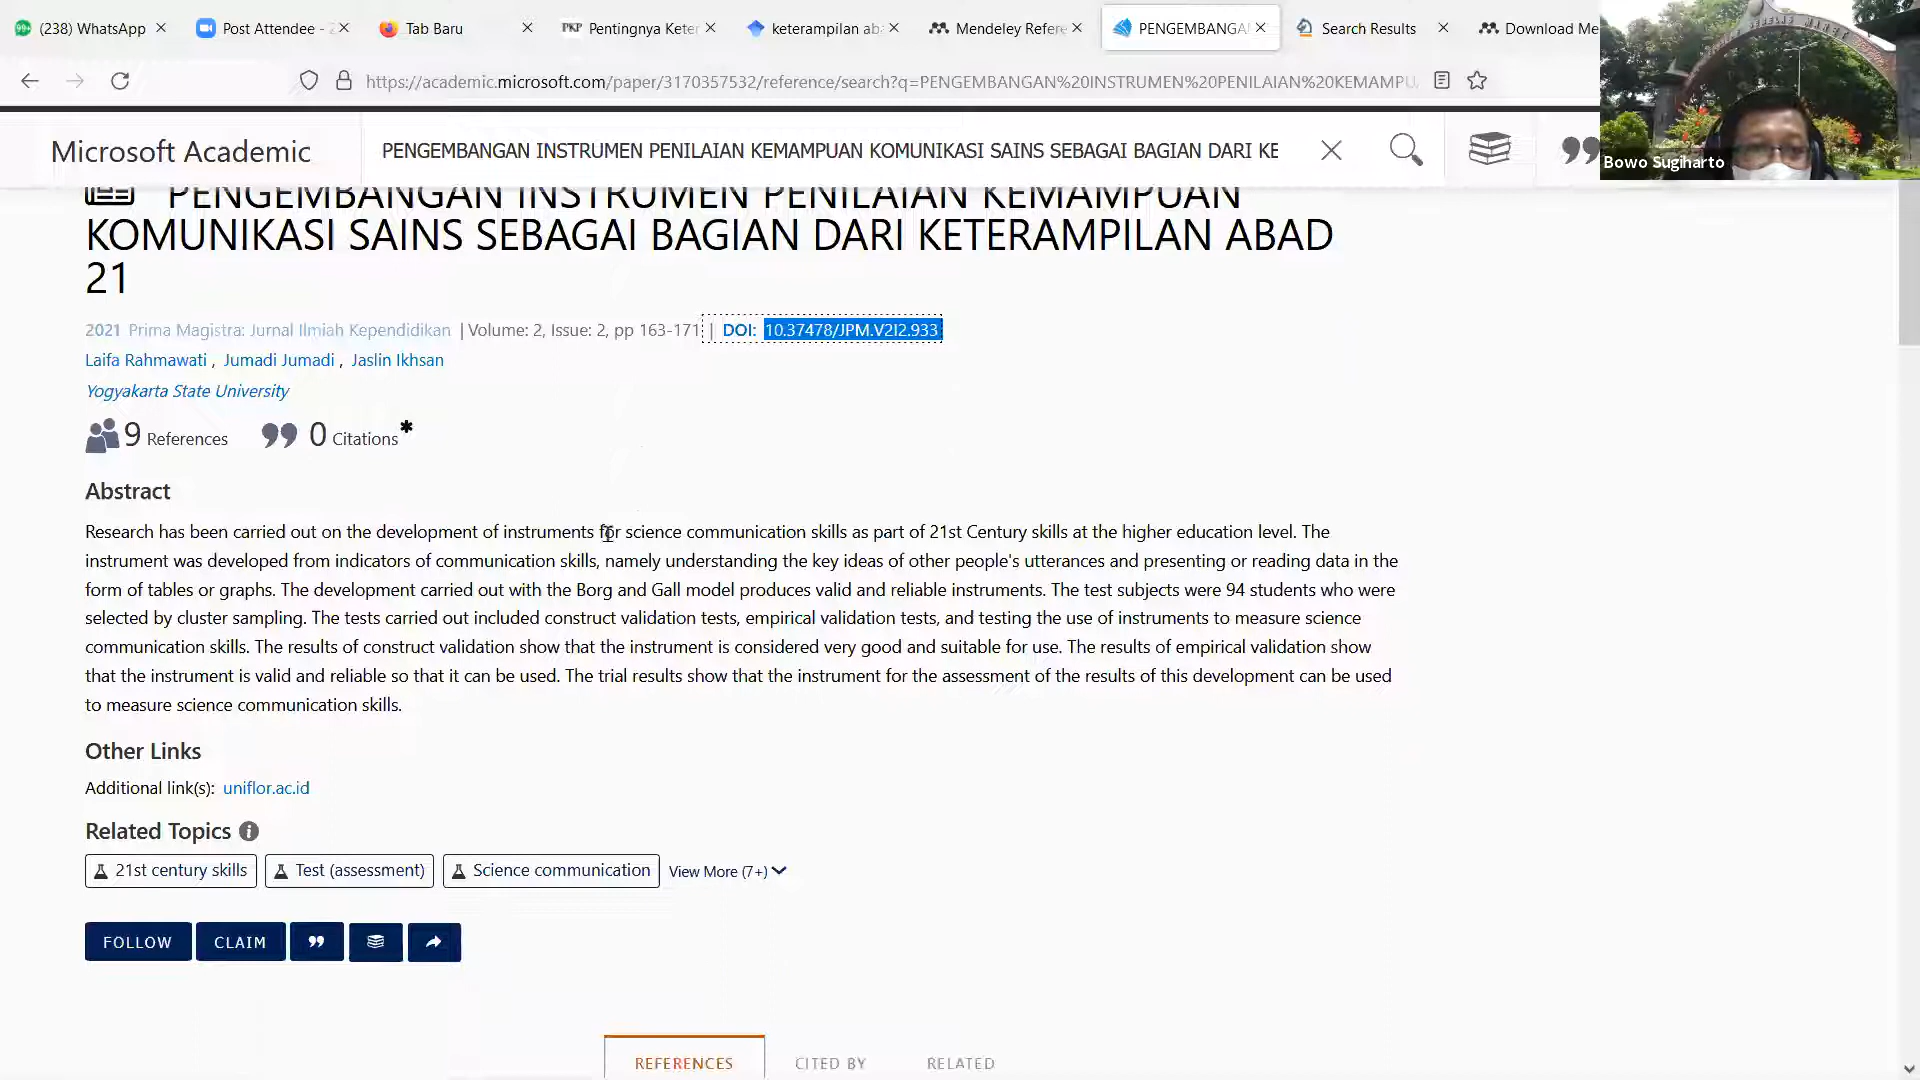 (238) WhatsApp
Post Attendee - Z
Tab Baru
Pentingnya Keter
keterampilan aba
Mendeley Refere
PENGEMBANGA
Search Results
Download Me
https://academic.microsoft.com/paper/3170357532/reference/search?q=PENGEMBANGAN%20INSTRUMEN%20PENILAIAN%20KEMAMPU
Microsoft Academic
PENGEMBANGAN INSTRUMEN PENILAIAN KEMAMPUAN KOMUNIKASI SAINS SEBAGAI BAGIAN DARI KE
Bowo Sugiharto
PENGEMBANGAN INSTRUMEN PENILAIAN KEMAMPUAN
KOMUNIKASI SAINS SEBAGAI BAGIAN DARI KETERAMPILAN ABAD
21
2021 Prima Magistra: Jurnal Ilmiah Kependidikan | Volume: 2, Issue: 2, pp 163-171 | DOI: 10.37478/JPM.V2I2.933
Laifa Rahmawati , Jumadi Jumadi , Jaslin Ikhsan
Yogyakarta State University
9 References 0 Citations *
Abstract
Research has been carried out on the development of instruments for science communication skills as part of 21st Century skills at the higher education level. The
instrument was developed from indicators of communication skills, namely understanding the key ideas of other people's utterances and presenting or reading data in the
form of tables or graphs. The development carried out with the Borg and Gall model produces valid and reliable instruments. The test subjects were 94 students who were
selected by cluster sampling. The tests carried out included construct validation tests, empirical validation tests, and testing the use of instruments to measure science
communication skills. The results of construct validation show that the instrument is considered very good and suitable for use. The results of empirical validation show
that the instrument is valid and reliable so that it can be used. The trial results show that the instrument for the assessment of the results of this development can be used
to measure science communication skills.
Other Links
Additional link(s): uniflor.ac.id
Related Topics
21st century skills
Test (assessment)
Science communication
View More (7+)
FOLLOW
CLAIM
REFERENCES
CITED BY
RELATED